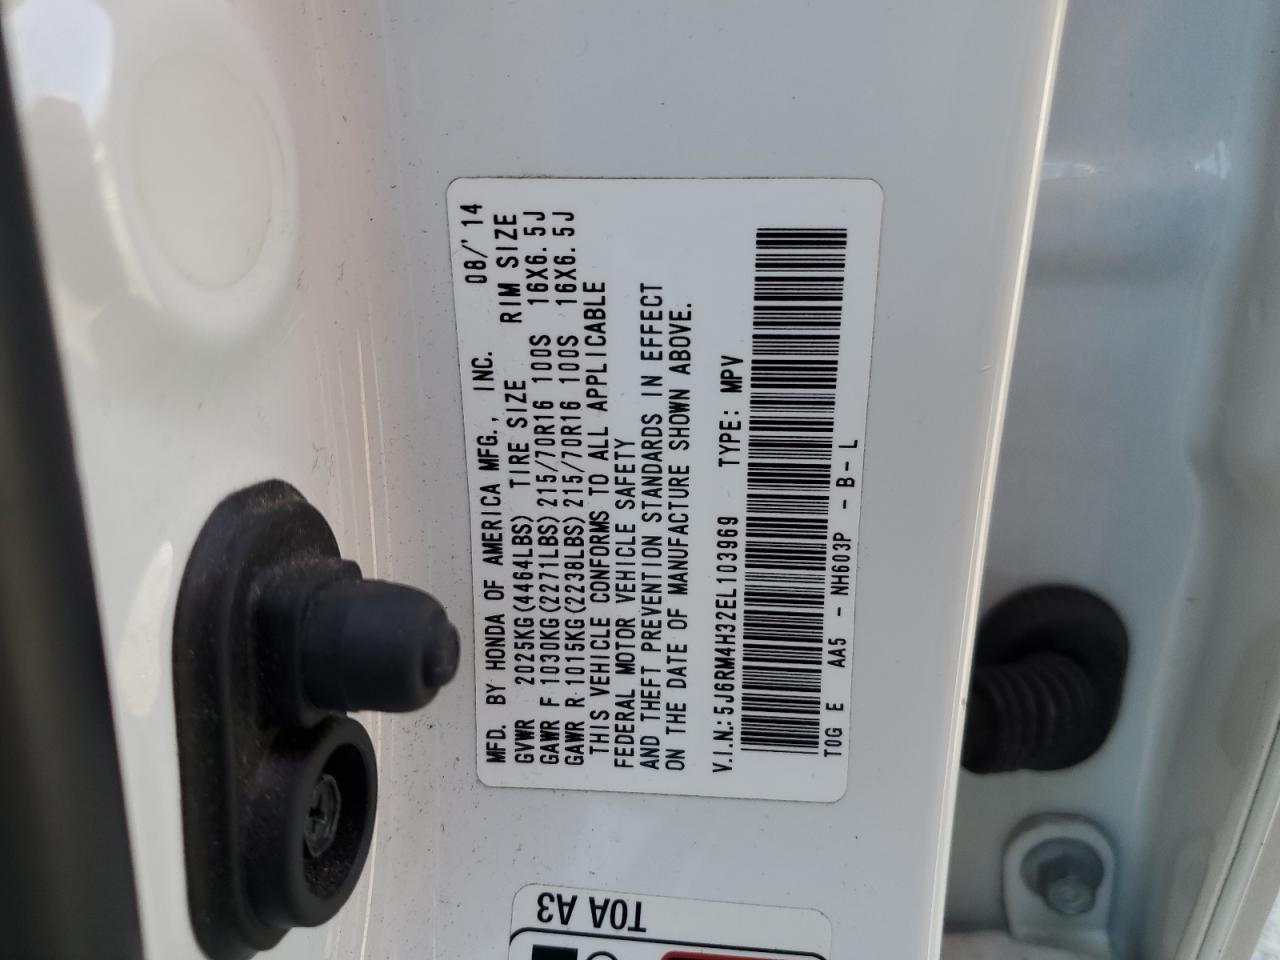 MFD. BY HONDA OF AMERICA MFG., INC. 08/'14
GVWR 2025KG(4464LBS) TIRE SIZE RIM SIZE
GAWR F 1030KG(2271LBS) 215/70R16 100S 16X6.5J
GAWR R 1015KG(2238LBS) 215/70R16 100S 16X6.5J
THIS VEHICLE CONFORMS TO ALL APPLICABLE
FEDERAL MOTOR VEHICLE SAFETY
AND THEFT PREVENTION STANDARDS IN EFFECT
ON THE DATE OF MANUFACTURE SHOWN ABOVE.
V.I.N.: 5J6RM4H32EL103969 TYPE: MPV
T0G E AA5 - NH603P - B - L
T0A A3